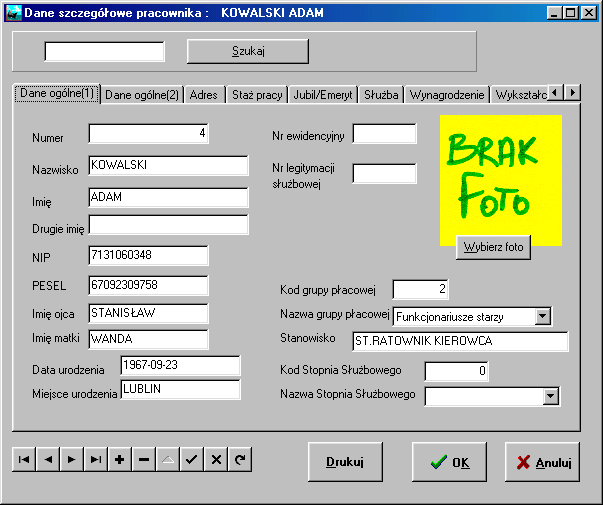 Dane szczegółowe pracownika : KOWALSKI ADAM
Szukaj
Dane ogólne(1) Dane ogólne(2) Adres Staż pracy Jubil/Emeryt Służba Wynagrodzenie Wykształc
Numer 4
Nazwisko KOWALSKI
Imię ADAM
Drugie imię
NIP 7131060348
PESEL 67092309758
Imię ojca STANISŁAW
Imię matki WANDA
Data urodzenia 1967-09-23
Miejsce urodzenia LUBLIN
Nr ewidencyjny
Nr legitymacji
służbowej
BRAK
FOTO
Wybierz foto
Kod grupy płacowej 2
Nazwa grupy płacowej Funkcjonariusze starzy
Stanowisko ST.RATOWNIK KIEROWCA
Kod Stopnia Służbowego 0
Nazwa Stopnia Służbowego
Drukuj OK Anuluj